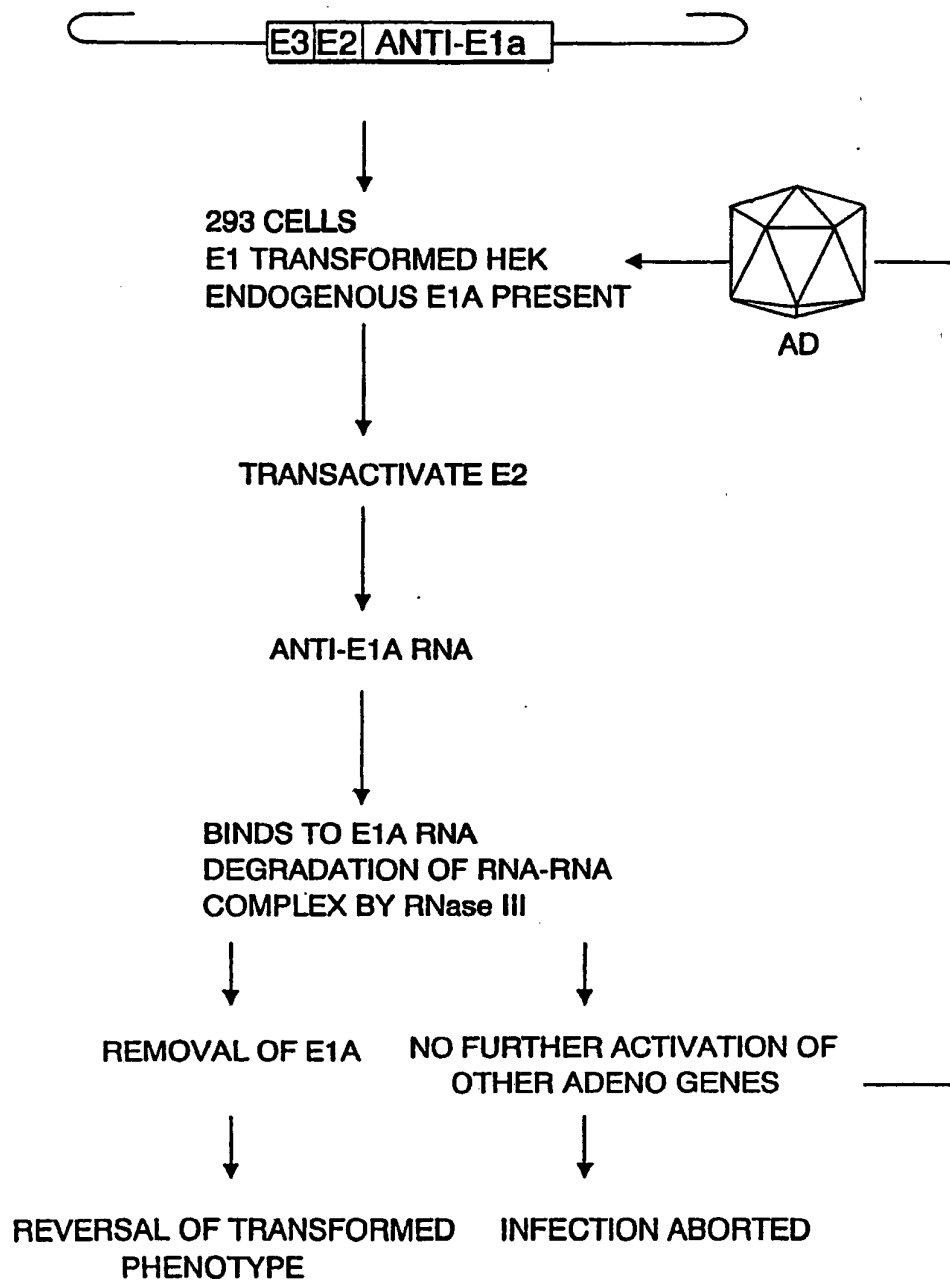 E3 E2 ANTI-E1a
293 CELLS
E1 TRANSFORMED HEK
ENDOGENOUS E1A PRESENT
AD
TRANSACTIVATE E2
ANTI-E1A RNA
BINDS TO E1A RNA
DEGRADATION OF RNA-RNA
COMPLEX BY RNase III
REMOVAL OF E1A
NO FURTHER ACTIVATION OF
OTHER ADENO GENES
REVERSAL OF TRANSFORMED
PHENOTYPE
INFECTION ABORTED